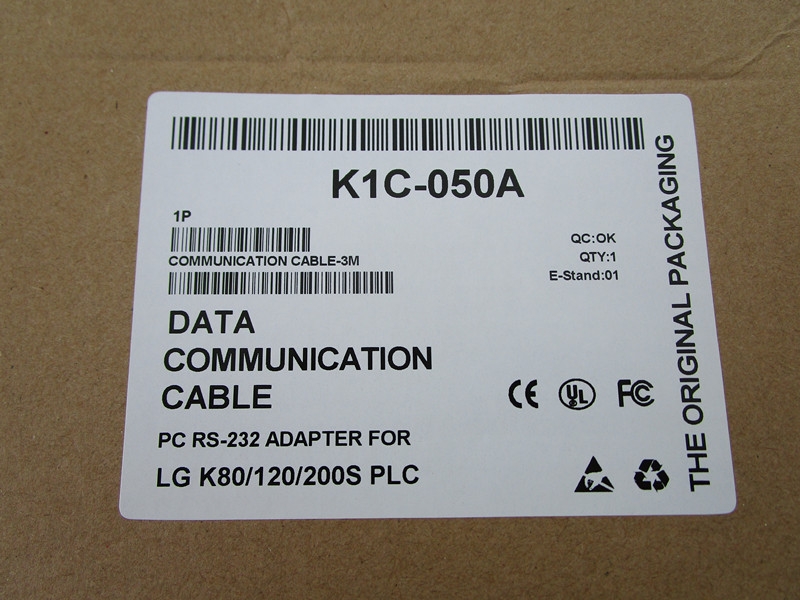 K1C-050A
1P
COMMUNICATION CABLE-3M
QC:OK
QTY:1
E-Stand:01
DATA
COMMUNICATION
CABLE
PC RS-232 ADAPTER FOR
LG K80/120/200S PLC
CE
UL
FC
THE ORIGINAL PACKAGING